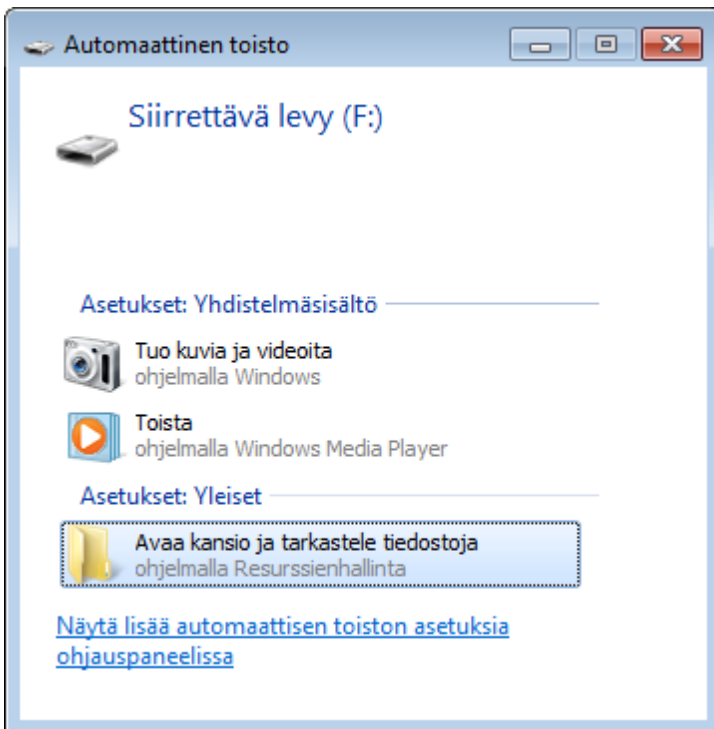 Automaattinen toisto
Siirrettävä levy (F:)
Asetukset: Yhdistelmäsisältö
Tuo kuvia ja videoita
ohjelmalla Windows
Toista
ohjelmalla Windows Media Player
Asetukset: Yleiset
Avaa kansio ja tarkastele tiedostoja
ohjelmalla Resurssienhallinta
Näytä lisää automaattisen toiston asetuksia
ohjauspaneelissa